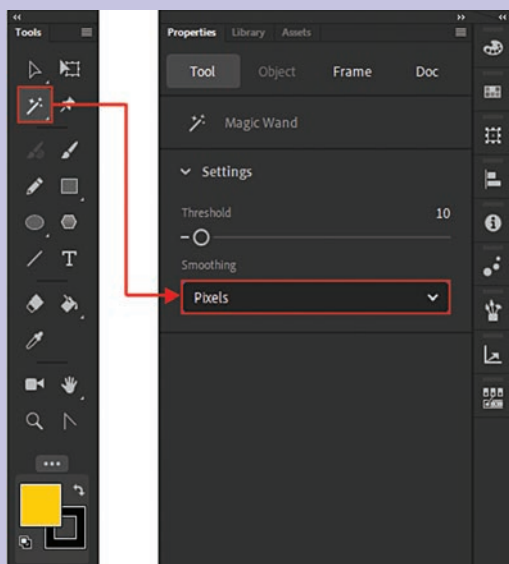 Tools
Properties Library Assets
Tool Object Frame Doc
Magic Wand
Settings
Threshold 10
Smoothing
Pixels
T